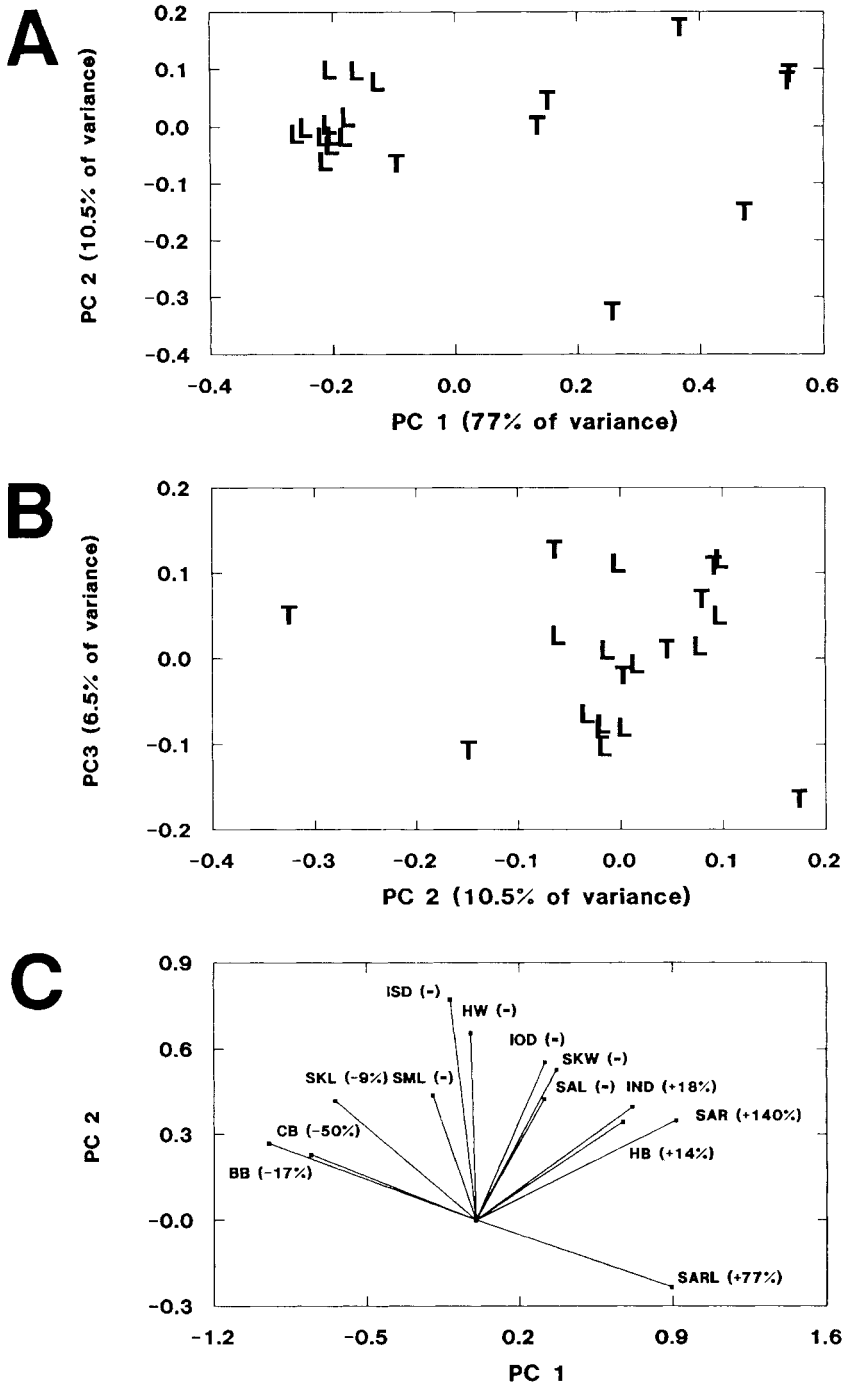 A
0.2
0.1
0.0
-0.1
-0.2
-0.3
-0.4
PC 2 (10.5% of variance)
L L L L L L L L L L L L
T T T T T T T T
-0.4 -0.2 0.0 0.2 0.4 0.6
PC 1 (77% of variance)
B
0.2
0.1
0.0
-0.1
-0.2
PC3 (6.5% of variance)
T L T L
T T L
L L T L
T L
L L L
T L
T
-0.4 -0.3 -0.2 -0.1 0.0 0.1 0.2
PC 2 (10.5% of variance)
C
0.9
0.6
0.3
-0.0
-0.3
PC 2
ISD (-)
HW (-)
IOD (-)
SKW (-)
SKL (-9%) SML (-)
SAL (-) IND (+18%)
SAR (+140%)
CB (-50%)
HB (+14%)
BB (-17%)
SARL (+77%)
-1.2 -0.5 0.2 0.9 1.6
PC 1